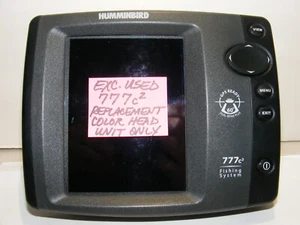 HUMMINBIRD
VIEW
EXC. USED
777c²
REPLACEMENT
COLOR HEAD
UNIT ONLY
MENU
EXIT
777c²
Fishing
System